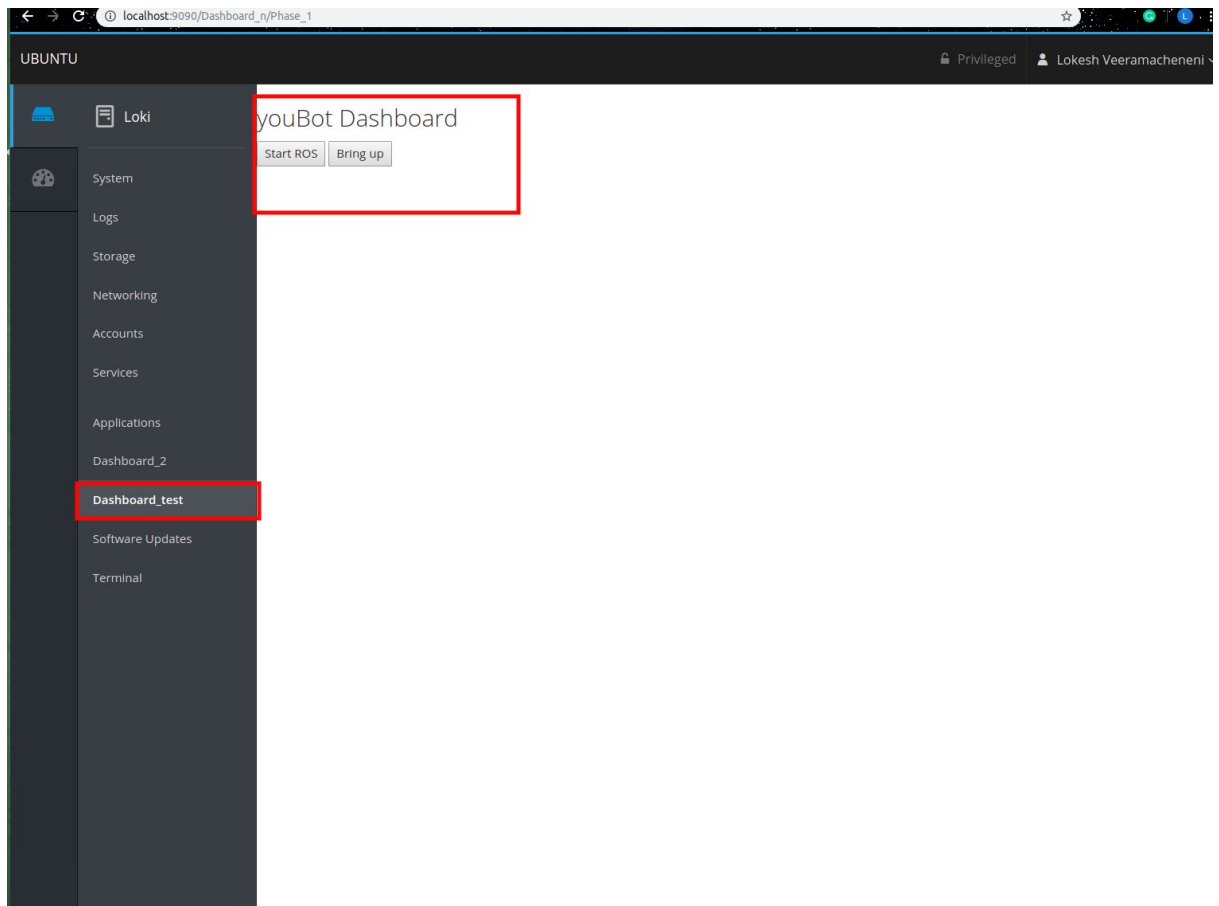 localhost:9090/Dashboard_n/Phase_1
UBUNTU
Privileged
Lokesh Veeramacheneni
Loki
System
Logs
Storage
Networking
Accounts
Services
Applications
Dashboard_2
Dashboard_test
Software Updates
Terminal
youBot Dashboard
Start ROS
Bring up